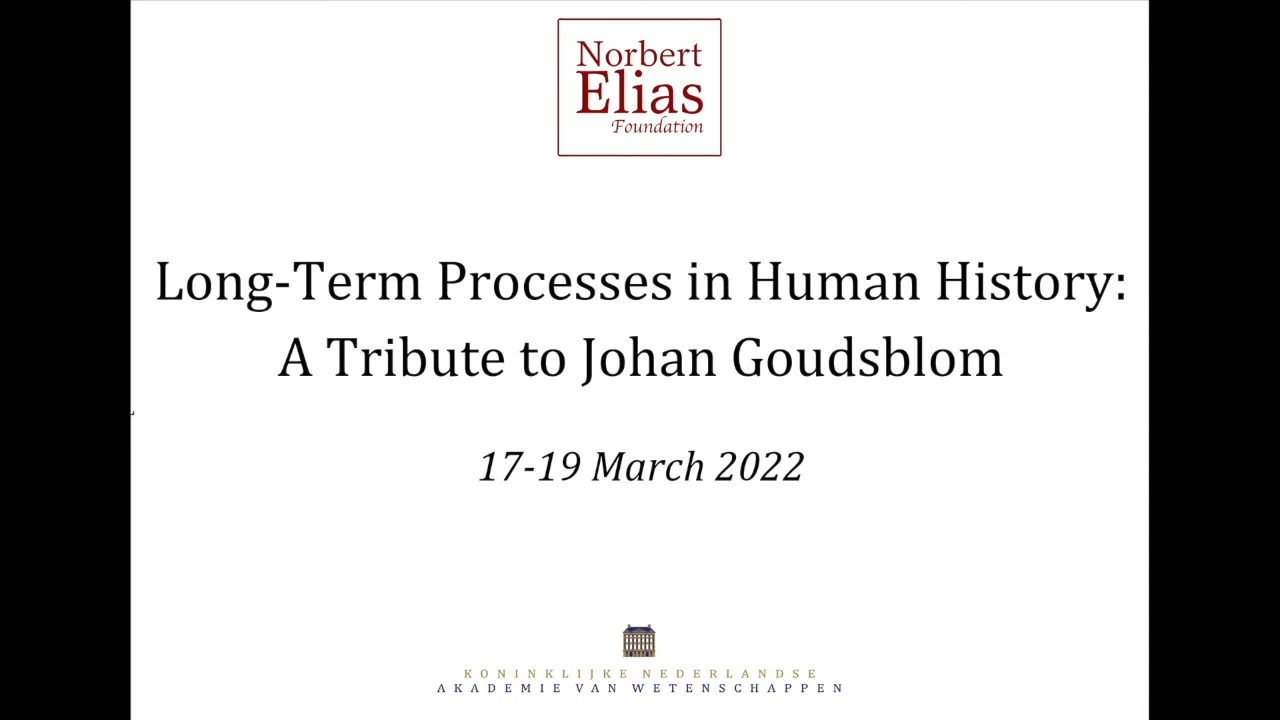 Norbert
Elias
Foundation
Long-Term Processes in Human History:
A Tribute to Johan Goudsblom
17-19 March 2022
KONINKLIJKE NEDERLANDSE
AKADEMIE VAN WETENSCHAPPEN